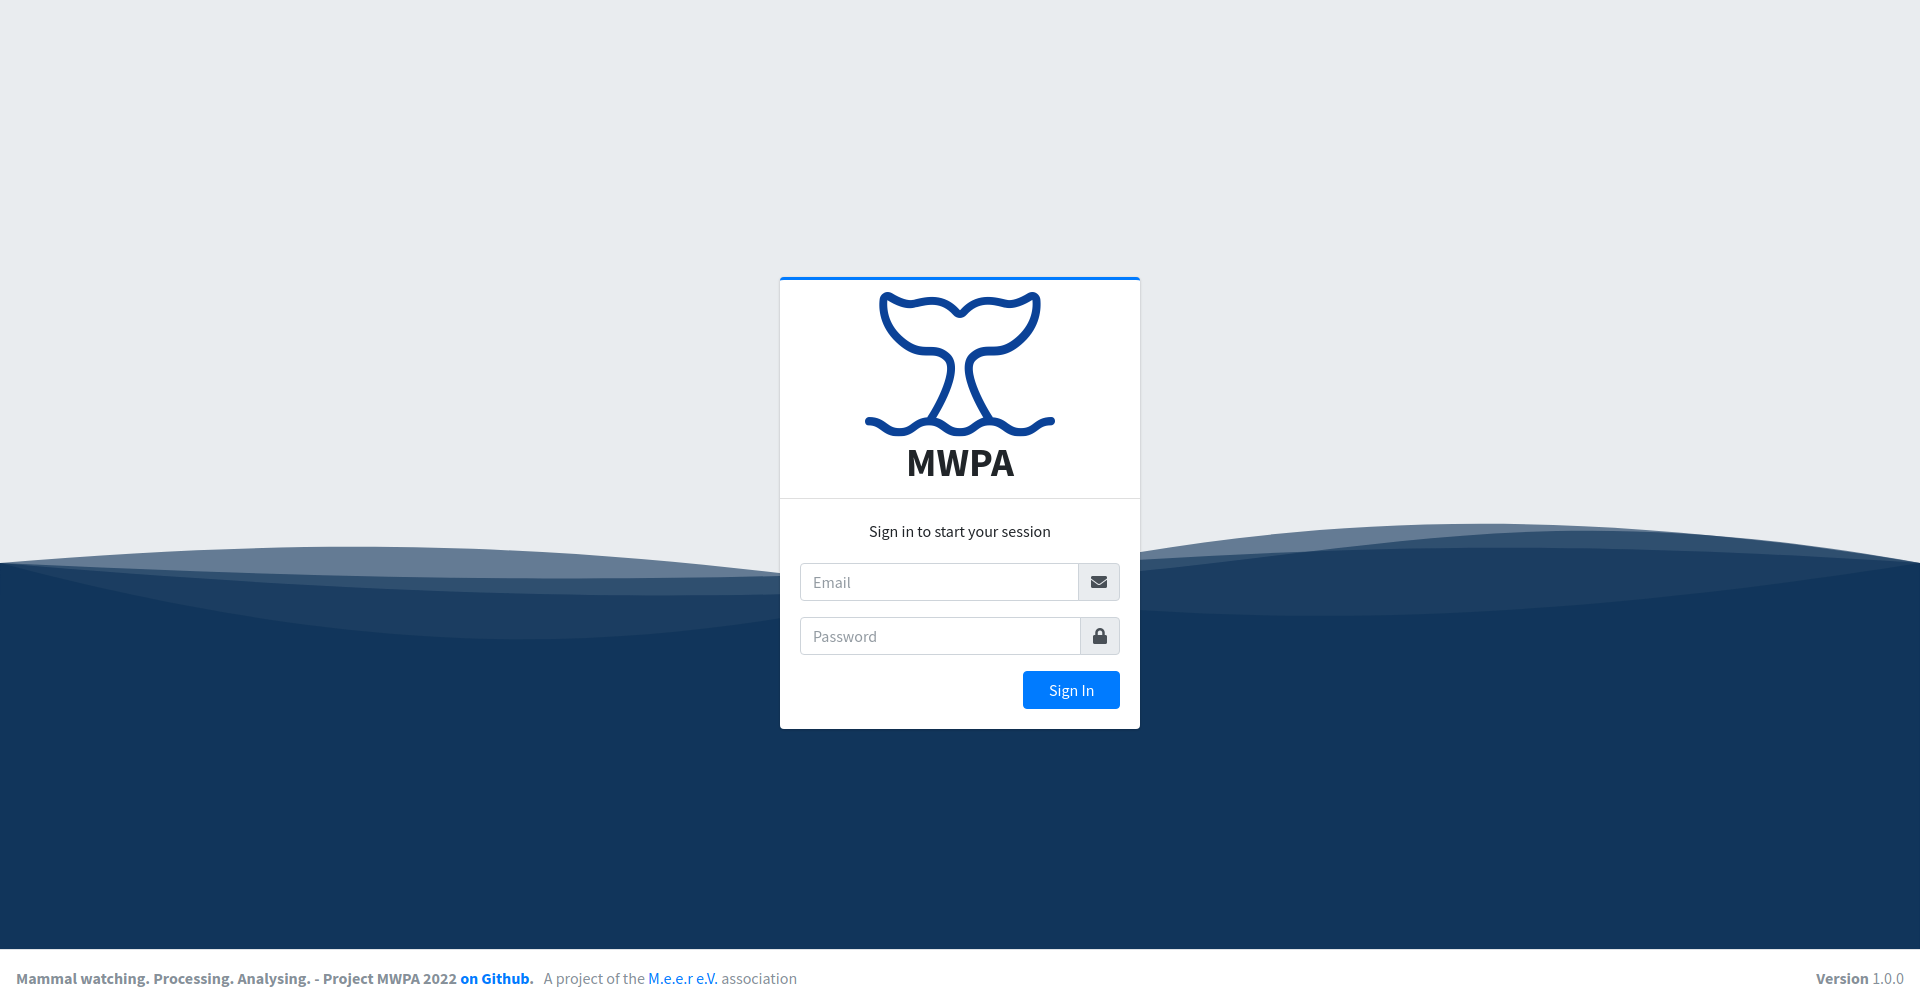 MWPA
Sign in to start your session
Email
Password
Sign In
Mammal watching. Processing. Analysing. - Project MWPA 2022 on Github. A project of the M.e.e.r e.V. association
Version 1.0.0